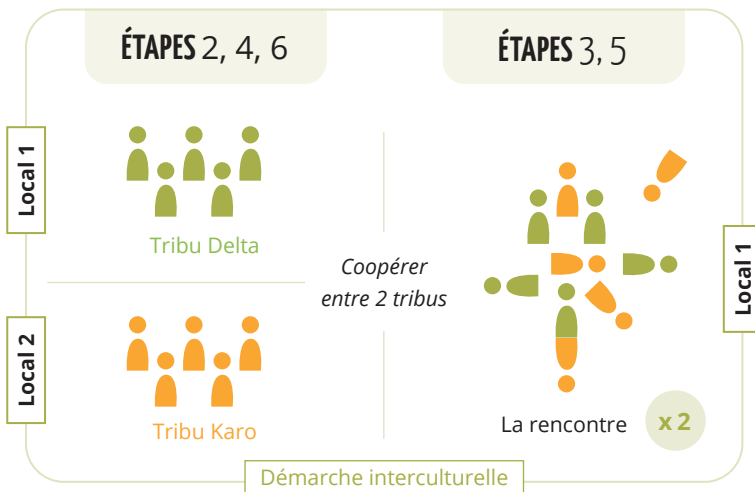 ÉTAPES 2, 4, 6
ÉTAPES 3, 5
Local 1
Tribu Delta
Coopérer
entre 2 tribus
Local 1
Local 2
Tribu Karo
La rencontre
x 2
Démarche interculturelle